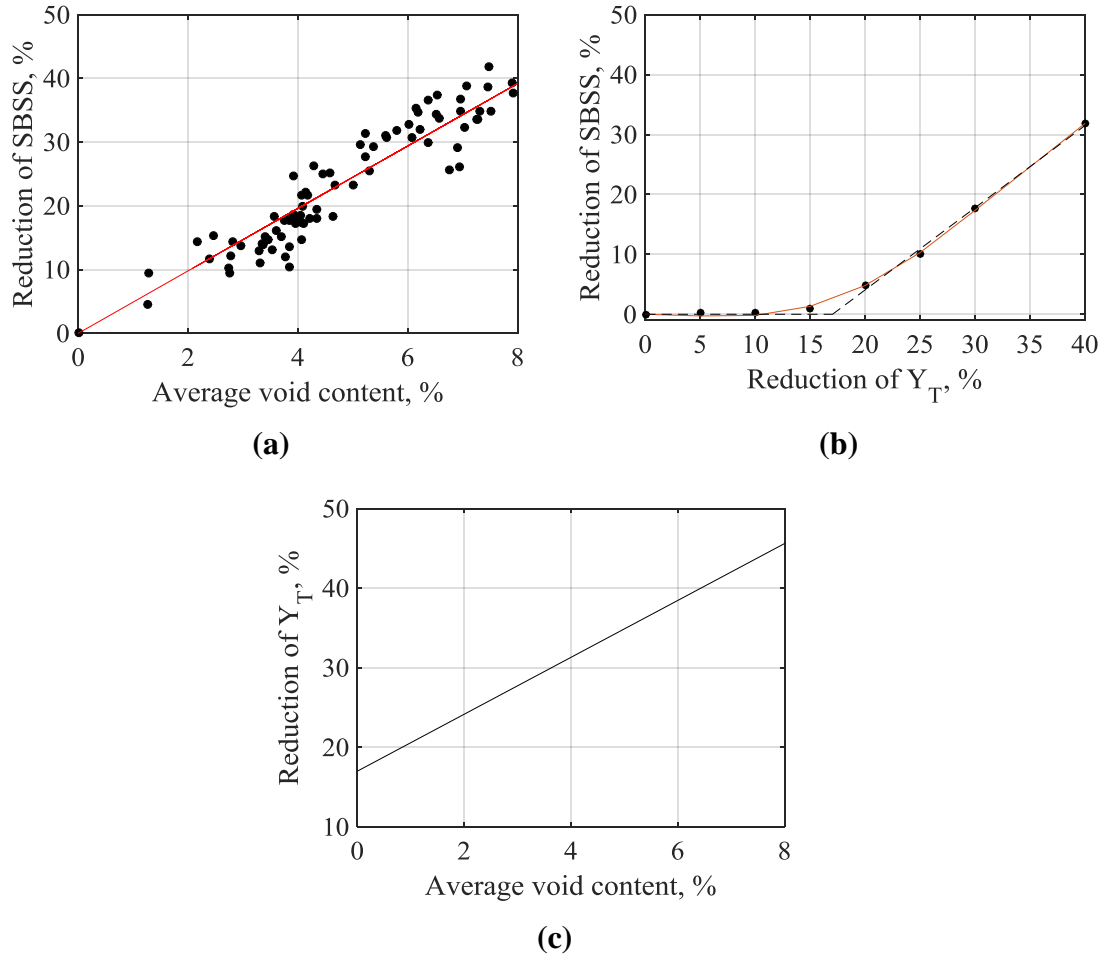 50
40
30
20
10
0
0 2 4 6 8
Reduction of SBSS, %
Average void content, %
(a)
50
40
30
20
10
0
0 5 10 15 20 25 30 35 40
Reduction of SBSS, %
Reduction of Y_T, %
(b)
50
40
30
20
10
0 2 4 6 8
Reduction of Y_T, %
Average void content, %
(c)